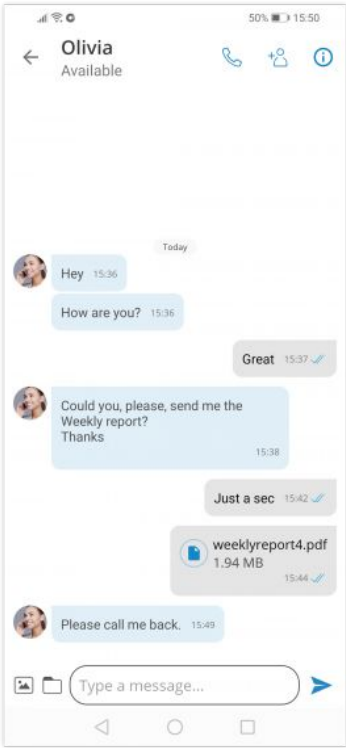 50% 15:50
Olivia
Available
Today
Hey 15:36
How are you? 15:36
Great 15:37
Could you, please, send me the
Weekly report?
Thanks
15:38
Just a sec 15:42
weeklyreport4.pdf
1.94 MB
15:44
Please call me back. 15:49
Type a message...